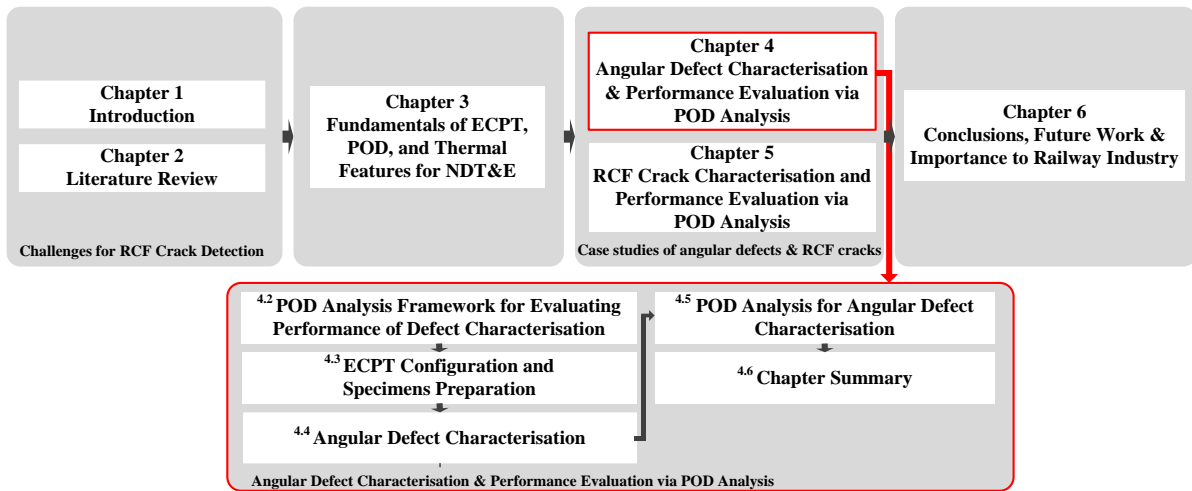 Chapter 1
Introduction
Chapter 2
Literature Review
Challenges for RCF Crack Detection
Chapter 3
Fundamentals of ECPT,
POD, and Thermal
Features for NDT&E
Chapter 4
Angular Defect Characterisation
& Performance Evaluation via
POD Analysis
Chapter 5
RCF Crack Characterisation and
Performance Evaluation via
POD Analysis
Case studies of angular defects & RCF cracks
Chapter 6
Conclusions, Future Work &
Importance to Railway Industry
4.2 POD Analysis Framework for Evaluating
Performance of Defect Characterisation
4.3 ECPT Configuration and
Specimens Preparation
4.4 Angular Defect Characterisation
4.5 POD Analysis for Angular Defect
Characterisation
4.6 Chapter Summary
Angular Defect Characterisation & Performance Evaluation via POD Analysis